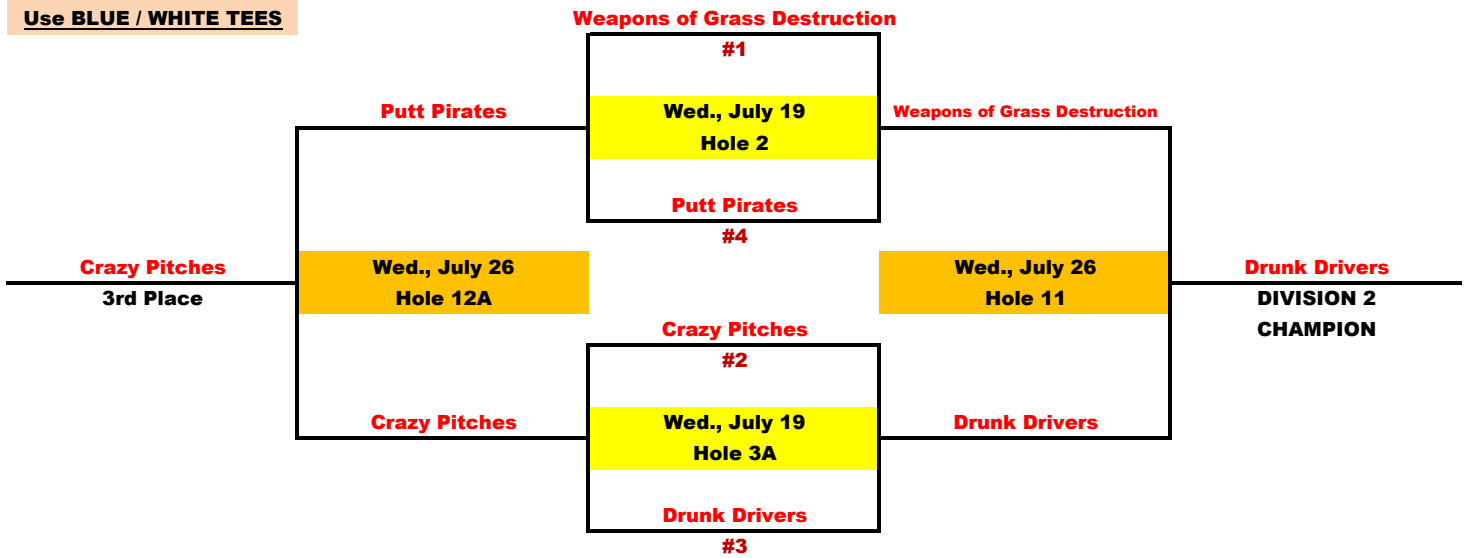 Use BLUE / WHITE TEES
Weapons of Grass Destruction
#1
Putt Pirates
Wed., July 19
Hole 2
Weapons of Grass Destruction
Putt Pirates
#4
Crazy Pitches
3rd Place
Wed., July 26
Hole 12A
Wed., July 26
Hole 11
Drunk Drivers
DIVISION 2
CHAMPION
Crazy Pitches
#2
Crazy Pitches
Wed., July 19
Hole 3A
Drunk Drivers
Drunk Drivers
#3